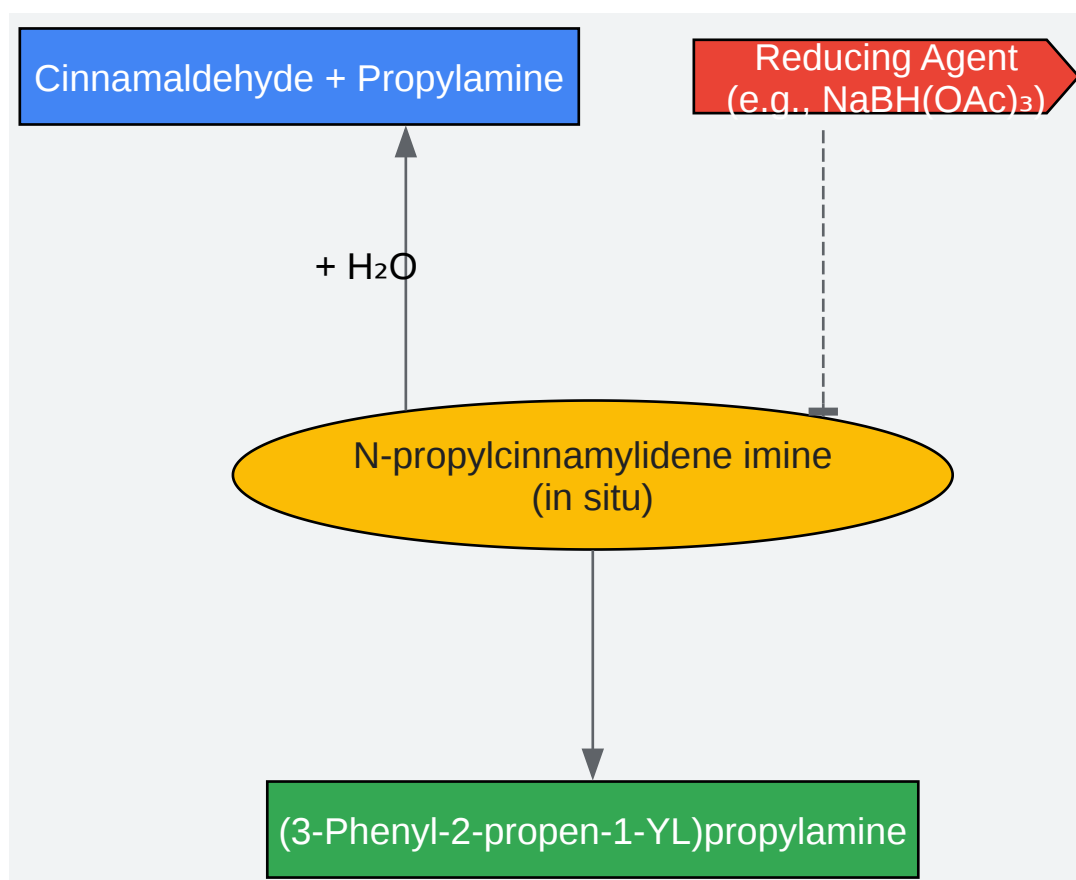 Cinnamaldehyde + Propylamine
Reducing Agent
(e.g., NaBH(OAc)₃)
+ H₂O
N-propylcinnamylidene imine
(in situ)
(3-Phenyl-2-propen-1-YL)propylamine